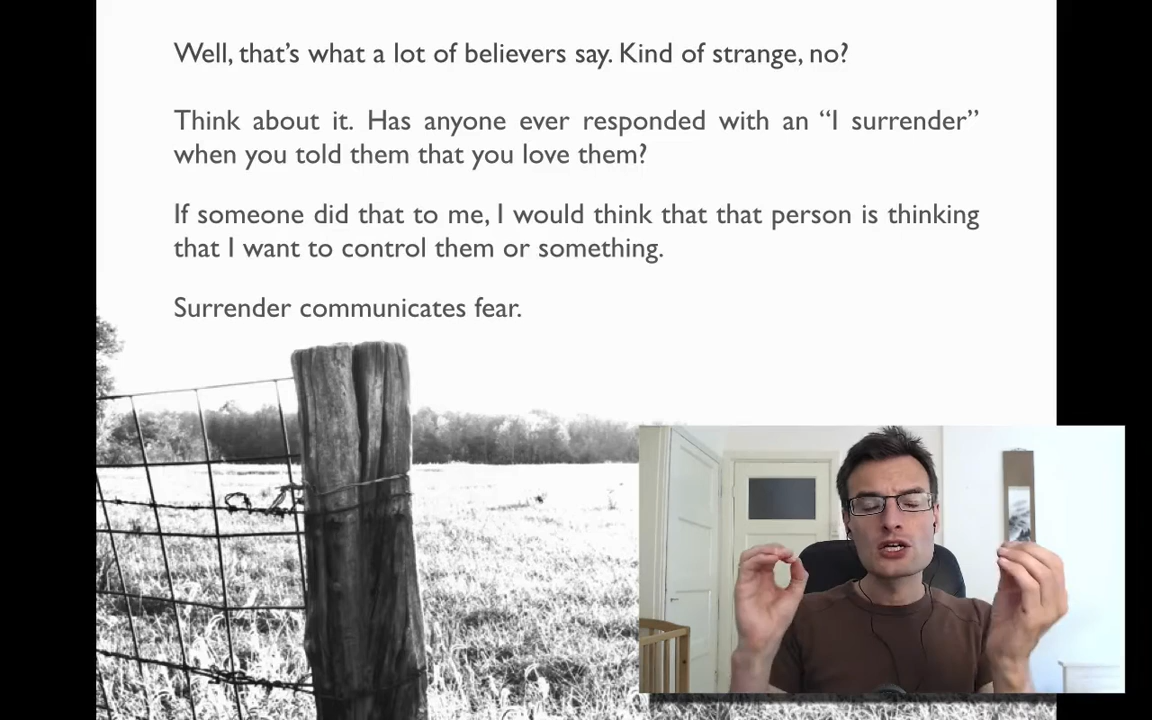 Well, that’s what a lot of believers say. Kind of strange, no?
Think about it. Has anyone ever responded with an “I surrender”
when you told them that you love them?
If someone did that to me, I would think that that person is thinking
that I want to control them or something.
Surrender communicates fear.